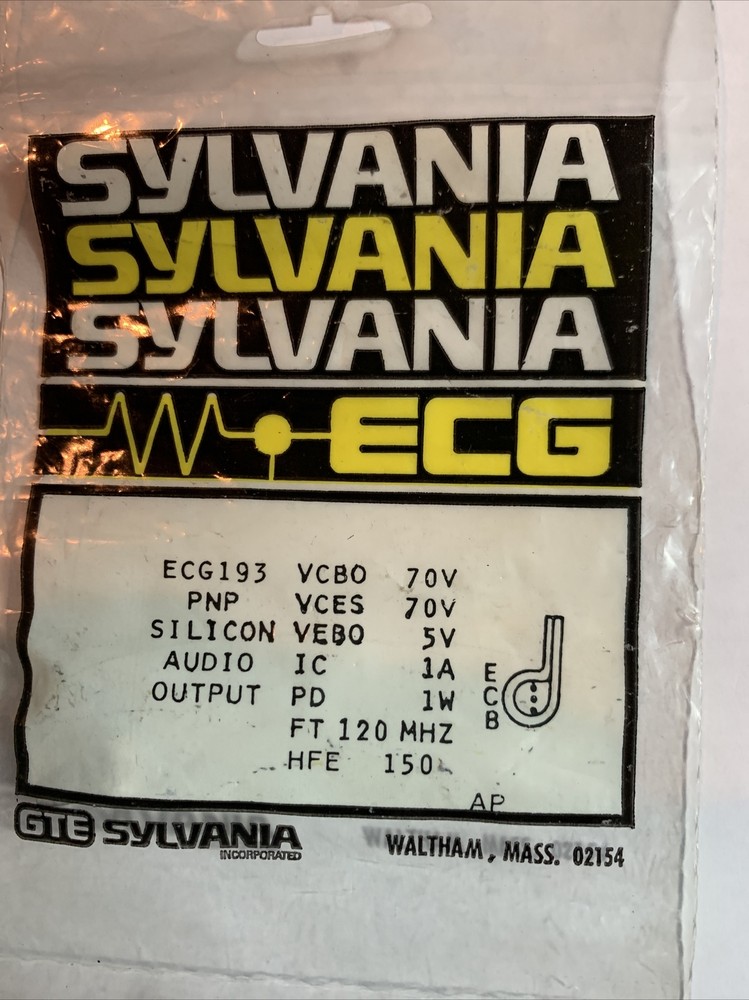 SYLVANIA
SYLVANIA
SYLVANIA
ECG
ECG193 VCBO 70V
PNP VCES 70V
SILICON VEBO 5V
AUDIO IC 1A
OUTPUT PD 1W
FT 120 MHZ
HFE 150
E
C
B
AP
GTE SYLVANIA
INCORPORATED
WALTHAM, MASS. 02154